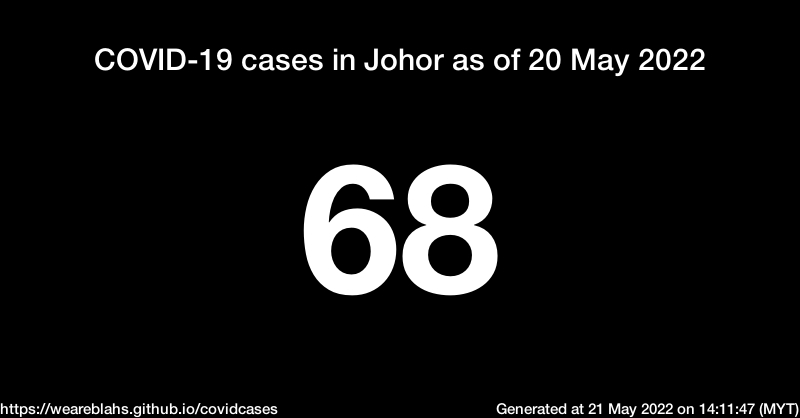 COVID-19 cases in Johor as of 20 May 2022
68
https://weareblahs.github.io/covidcases
Generated at 21 May 2022 on 14:11:47 (MYT)